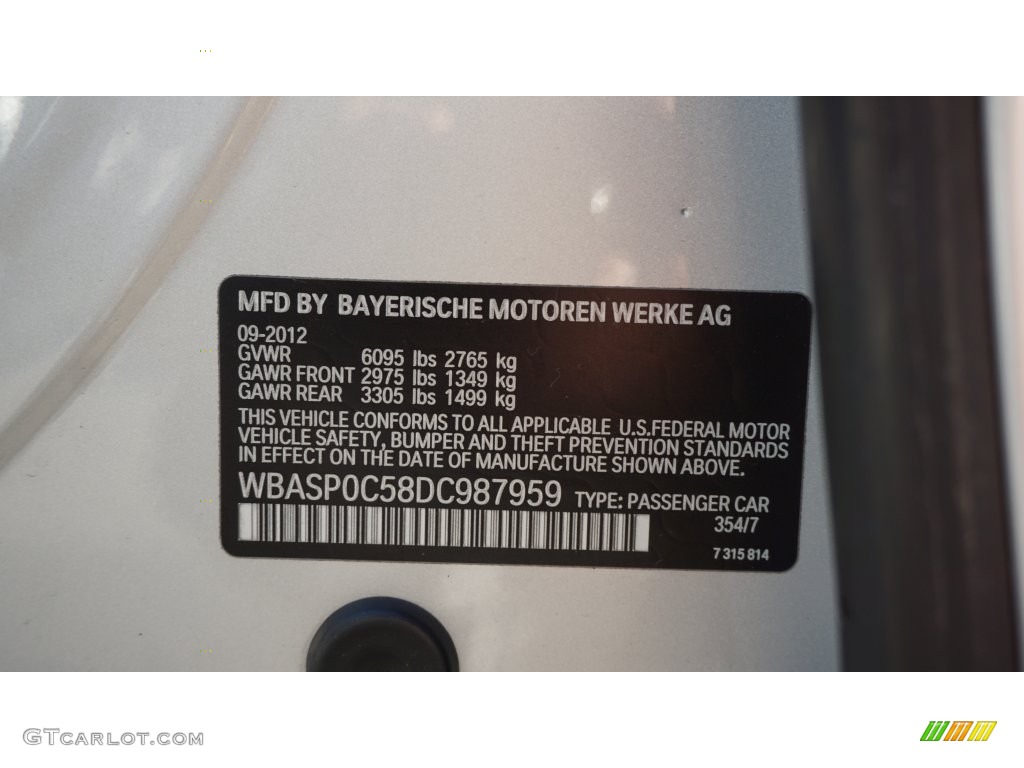 MFD BY BAYERISCHE MOTOREN WERKE AG
09-2012
GVWR 6095 lbs 2765 kg
GAWR FRONT 2975 lbs 1349 kg
GAWR REAR 3305 lbs 1499 kg
THIS VEHICLE CONFORMS TO ALL APPLICABLE U.S.FEDERAL MOTOR
VEHICLE SAFETY, BUMPER AND THEFT PREVENTION STANDARDS
IN EFFECT ON THE DATE OF MANUFACTURE SHOWN ABOVE.
WBASP0C58DC987959 TYPE: PASSENGER CAR
354/7
7 315 814
GTCARLOT.COM